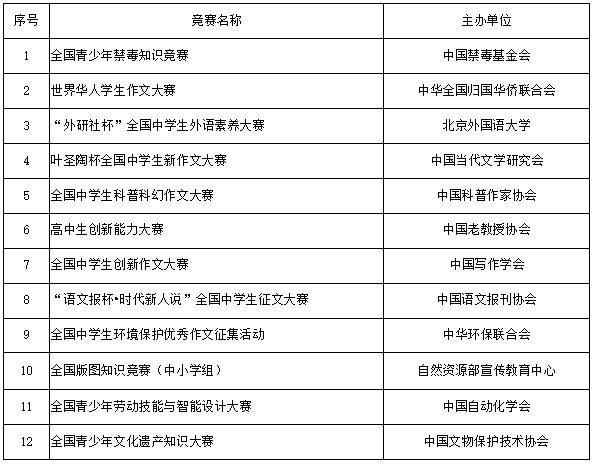 序号 竞赛名称 主办单位
1 全国青少年禁毒知识竞赛 中国禁毒基金会
2 世界华人学生作文大赛 中华全国归国华侨联合会
3 “外研社杯”全国中学生外语素养大赛 北京外国语大学
4 叶圣陶杯全国中学生新作文大赛 中国当代文学研究会
5 全国中学生科普科幻作文大赛 中国科普作家协会
6 高中生创新能力大赛 中国老教授协会
7 全国中学生创新作文大赛 中国写作学会
8 “语文报杯·时代新人说”全国中学生征文大赛 中国语文报刊协会
9 全国中学生环境保护优秀作文征集活动 中华环保联合会
10 全国版图知识竞赛（中小学组） 自然资源部宣传教育中心
11 全国青少年劳动技能与智能设计大赛 中国自动化学会
12 全国青少年文化遗产知识大赛 中国文物保护技术协会